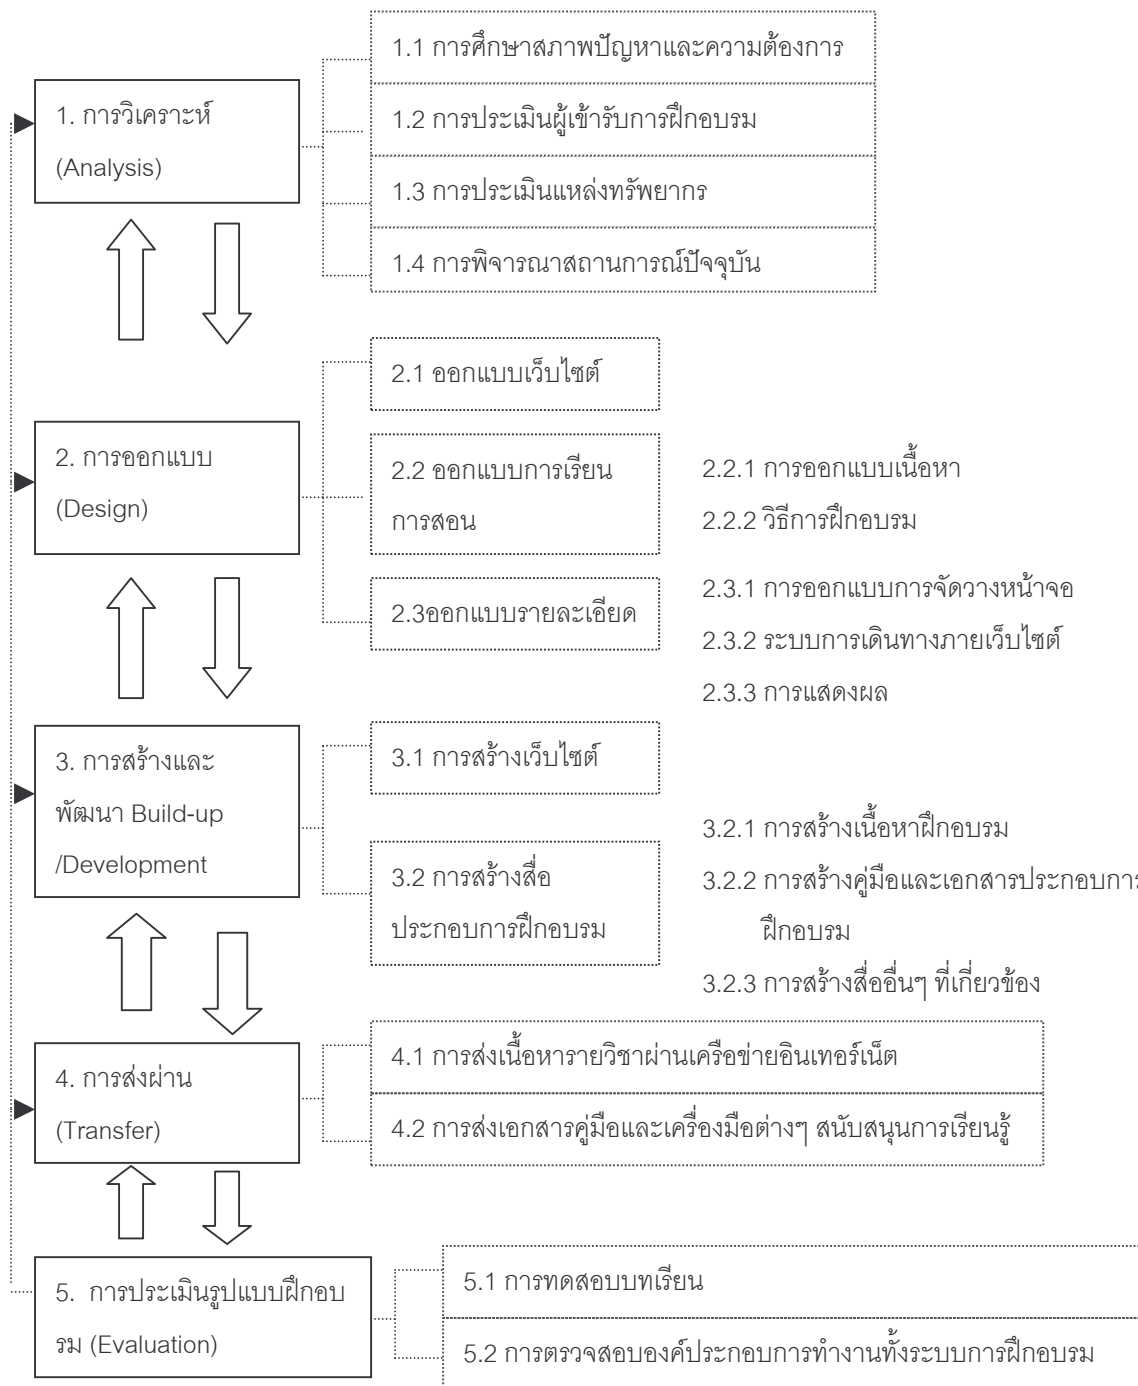 1.1 การศึกษาสภาพปัญหาและความต้องการ
1. การวิเคราะห์
(Analysis)
1.2 การประเมินผู้เข้ารับการฝึกอบรม
1.3 การประเมินแหล่งทรัพยากร
1.4 การพิจารณาสถานการณ์ปัจจุบัน
2. การออกแบบ
(Design)
2.1 ออกแบบเว็บไซต์
2.2 ออกแบบการเรียน
การสอน
2.2.1 การออกแบบเนื้อหา
2.2.2 วิธีการฝึกอบรม
2.3ออกแบบรายละเอียด
2.3.1 การออกแบบการจัดวางหน้าจอ
2.3.2 ระบบการเดินทางภายเว็บไซต์
2.3.3 การแสดงผล
3. การสร้างและ
พัฒนา Build-up
/Development
3.1 การสร้างเว็บไซต์
3.2 การสร้างสื่อ
ประกอบการฝึกอบรม
3.2.1 การสร้างเนื้อหาฝึกอบรม
3.2.2 การสร้างคู่มือและเอกสารประกอบการ
ฝึกอบรม
3.2.3 การสร้างสื่ออื่นๆ ที่เกี่ยวข้อง
4. การส่งผ่าน
(Transfer)
4.1 การส่งเนื้อหารายวิชาผ่านเครือข่ายอินเทอร์เน็ต
4.2 การส่งเอกสารคู่มือและเครื่องมือต่างๆ สนับสนุนการเรียนรู้
5. การประเมินรูปแบบฝึกอบ
รม (Evaluation)
5.1 การทดสอบบทเรียน
5.2 การตรวจสอบองค์ประกอบการทำงานทั้งระบบการฝึกอบรม